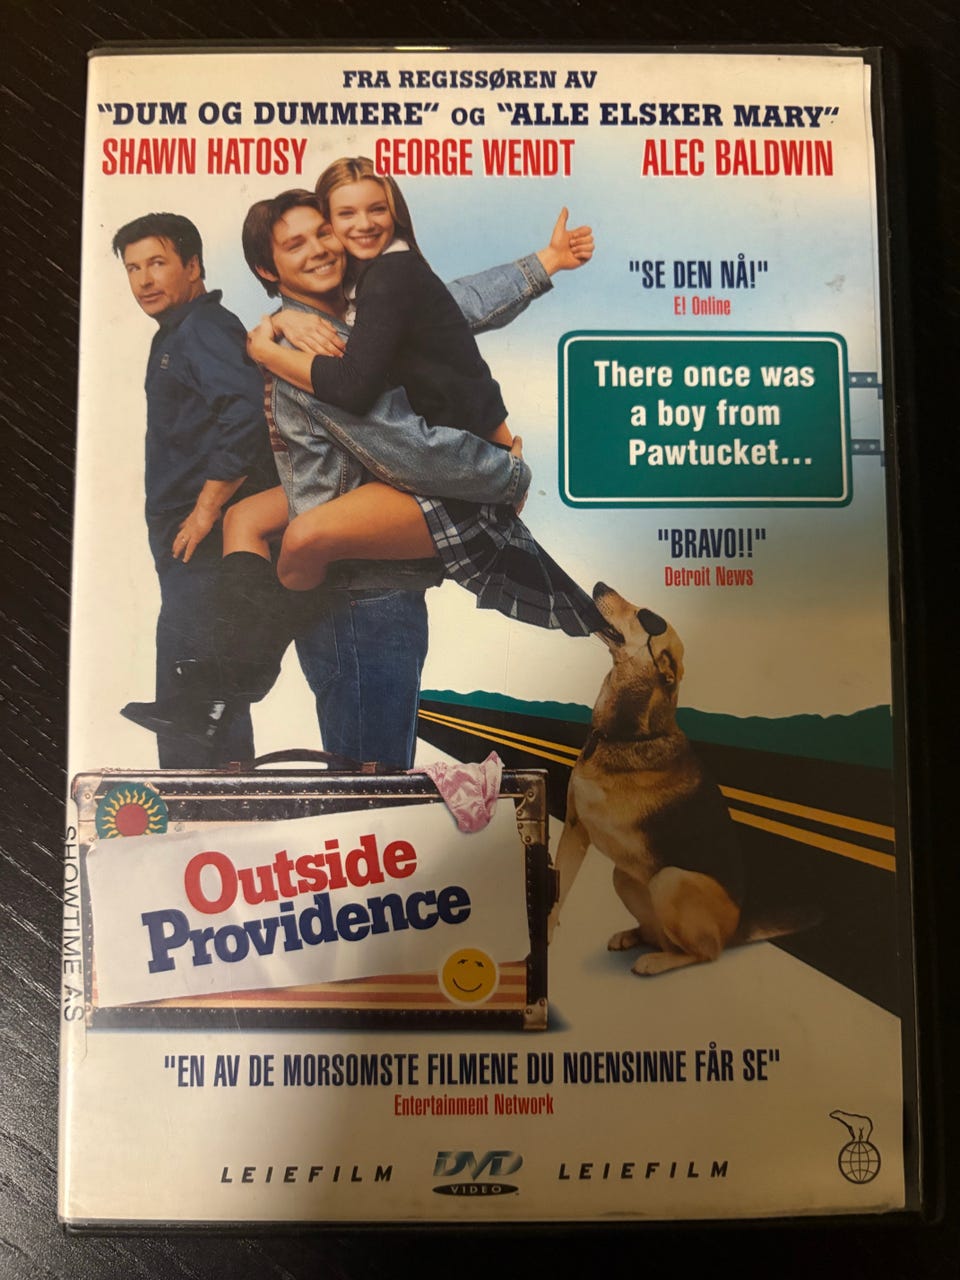 FRA REGISSØREN AV
"DUM OG DUMMERE" OG "ALLE ELSKER MARY"
SHAWN HATOSY GEORGE WENDT ALEC BALDWIN
"SE DEN NÅ!"
E! Online
There once was
a boy from
Pawtucket...
"BRAVO!!"
Detroit News
SHOWTIME AS
Outside
Providence
"EN AV DE MORSOMSTE FILMENE DU NOENSINNE FÅR SE"
Entertainment Network
LEIEFILM DVD VIDEO LEIEFILM